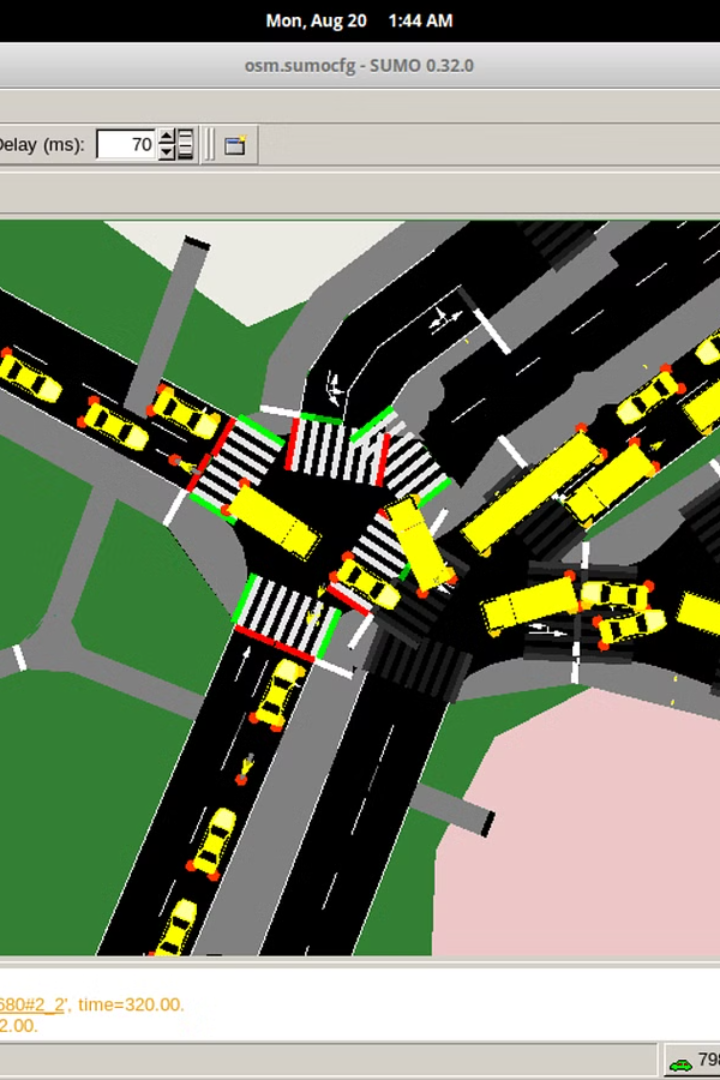 Mon, Aug 20 1:44 AM
osm.sumocfg - SUMO 0.32.0
Delay (ms): 70
680#2_2', time=320.00.
2.00.
798